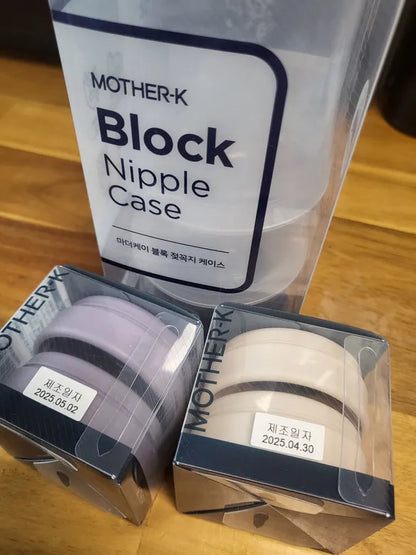 MOTHER-K
Block
Nipple
Case
마더케이 블록 젖꼭지 케이스
MOTHER-K
제조일자
2025.05.02
MOTHER-K
제조일자
2025.04.30